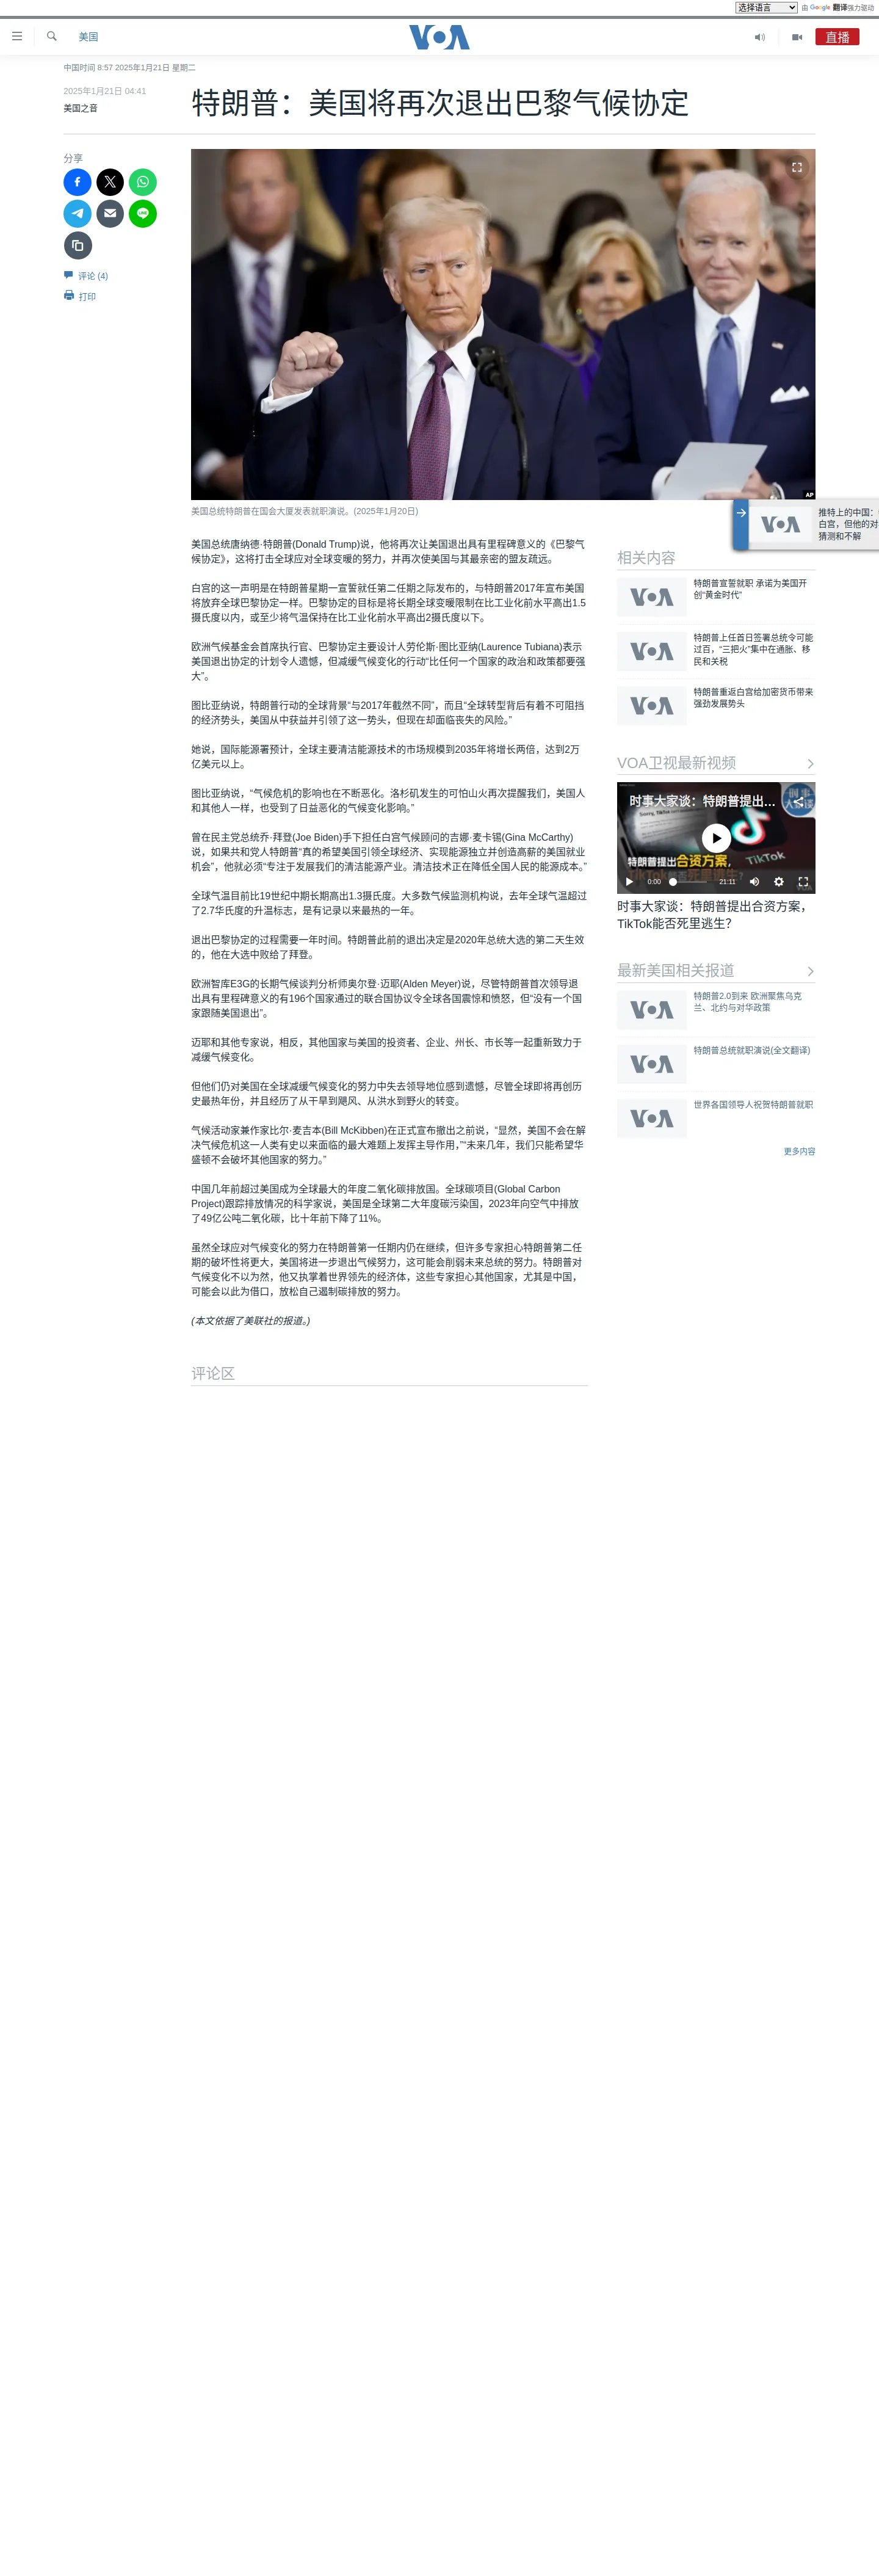 选择语言 由 Google 翻译强力驱动
美国
VOA
直播
中国时间 8:57 2025年1月21日 星期二
2025年1月21日 04:41
美国之音
特朗普：美国将再次退出巴黎气候协定
分享
评论 (4)
打印
AP
美国总统特朗普在国会大厦发表就职演说。(2025年1月20日)
美国总统唐纳德·特朗普(Donald Trump)说，他将再次让美国退出具有里程碑意义的《巴黎气
候协定》，这将打击全球应对全球变暖的努力，并再次使美国与其最亲密的盟友疏远。
白宫的这一声明是在特朗普星期一宣誓就任第二任期之际发布的，与特朗普2017年宣布美国
将放弃全球巴黎协定一样。巴黎协定的目标是将长期全球变暖限制在比工业化前水平高出1.5
摄氏度以内，或至少将气温保持在比工业化前水平高出2摄氏度以下。
欧洲气候基金会首席执行官、巴黎协定主要设计人劳伦斯·图比亚纳(Laurence Tubiana)表示
美国退出协定的计划令人遗憾，但减缓气候变化的行动“比任何一个国家的政治和政策都要强
大”。
图比亚纳说，特朗普行动的全球背景“与2017年截然不同”，而且“全球转型背后有着不可阻挡
的经济势头，美国从中获益并引领了这一势头，但现在却面临丧失的风险。”
她说，国际能源署预计，全球主要清洁能源技术的市场规模到2035年将增长两倍，达到2万
亿美元以上。
图比亚纳说，“气候危机的影响也在不断恶化。洛杉矶发生的可怕山火再次提醒我们，美国人
和其他人一样，也受到了日益恶化的气候变化影响。”
曾在民主党总统乔·拜登(Joe Biden)手下担任白宫气候顾问的吉娜·麦卡锡(Gina McCarthy)
说，如果共和党人特朗普“真的希望美国引领全球经济、实现能源独立并创造高薪的美国就业
机会”，他就必须“专注于发展我们的清洁能源产业。清洁技术正在降低全国人民的能源成本。”
全球气温目前比19世纪中期长期高出1.3摄氏度。大多数气候监测机构说，去年全球气温超过
了2.7华氏度的升温标志，是有记录以来最热的一年。
退出巴黎协定的过程需要一年时间。特朗普此前的退出决定是2020年总统大选的第二天生效
的，他在大选中败给了拜登。
欧洲智库E3G的长期气候谈判分析师奥尔登·迈耶(Alden Meyer)说，尽管特朗普首次领导退
出具有里程碑意义的有196个国家通过的联合国协议令全球各国震惊和愤怒，但“没有一个国
家跟随美国退出”。
迈耶和其他专家说，相反，其他国家与美国的投资者、企业、州长、市长等一起重新致力于
减缓气候变化。
但他们仍对美国在全球减缓气候变化的努力中失去领导地位感到遗憾，尽管全球即将再创历
史最热年份，并且经历了从干旱到飓风、从洪水到野火的转变。
气候活动家兼作家比尔·麦吉本(Bill McKibben)在正式宣布撤出之前说，“显然，美国不会在解
决气候危机这一人类有史以来面临的最大难题上发挥主导作用，”“未来几年，我们只能希望华
盛顿不会破坏其他国家的努力。”
中国几年前超过美国成为全球最大的年度二氧化碳排放国。全球碳项目(Global Carbon
Project)跟踪排放情况的科学家说，美国是全球第二大年度碳污染国，2023年向空气中排放
了49亿公吨二氧化碳，比十年前下降了11%。
虽然全球应对气候变化的努力在特朗普第一任期内仍在继续，但许多专家担心特朗普第二任
期的破坏性将更大，美国将进一步退出气候努力，这可能会削弱未来总统的努力。特朗普对
气候变化不以为然，他又执掌着世界领先的经济体，这些专家担心其他国家，尤其是中国，
可能会以此为借口，放松自己遏制碳排放的努力。
(本文依据了美联社的报道。)
评论区
VOA
推特上的中国：
白宫，但他的对
猜测和不解
相关内容
VOA
特朗普宣誓就职 承诺为美国开
创“黄金时代”
VOA
特朗普上任首日签署总统令可能
过百，“三把火”集中在通胀、移
民和关税
VOA
特朗普重返白宫给加密货币带来
强劲发展势头
VOA卫视最新视频
时事大家谈：特朗普提出...
特朗普提出合资方案，
TikTok
0:00
21:11
时事大家谈：特朗普提出合资方案，
TikTok能否死里逃生？
最新美国相关报道
VOA
特朗普2.0到来 欧洲聚焦乌克
兰、北约与对华政策
VOA
特朗普总统就职演说(全文翻译)
VOA
世界各国领导人祝贺特朗普就职
更多内容